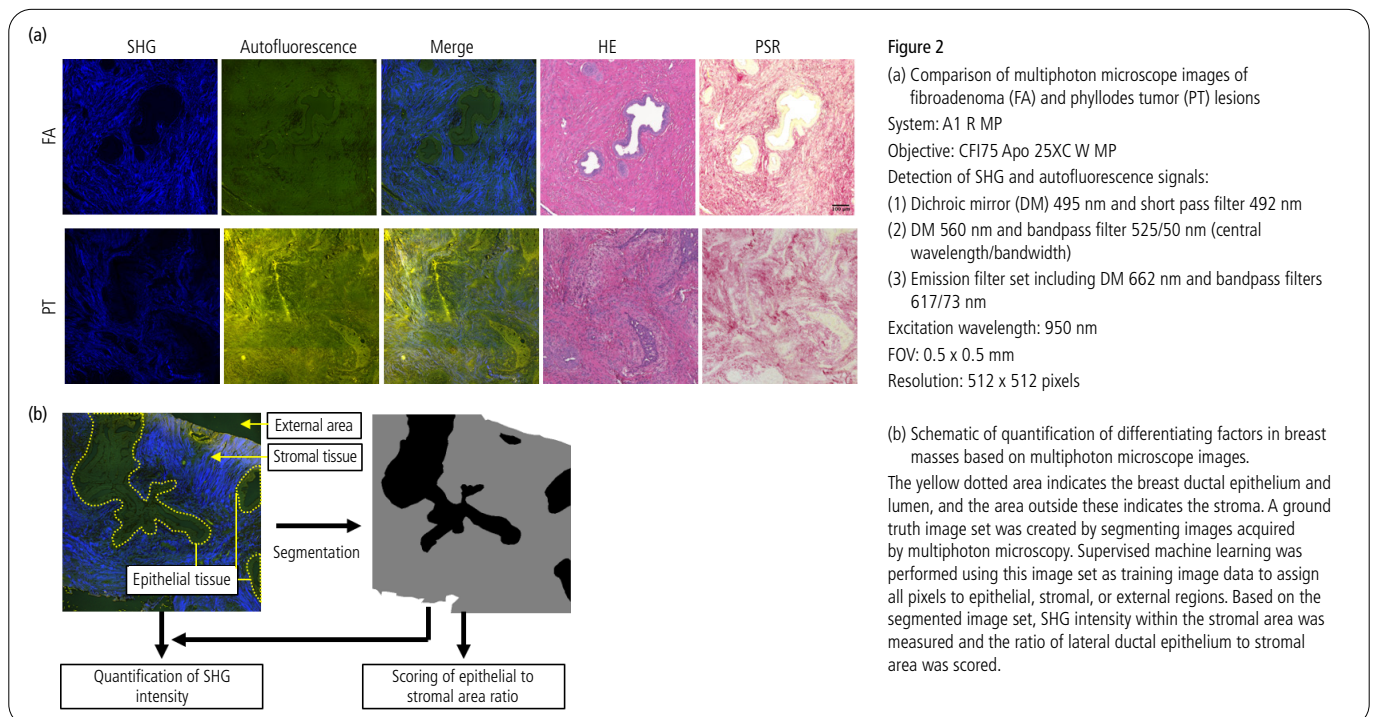 (a)
SHG
Autofluorescence
Merge
HE
PSR
FA
100 µm
PT
(b)
External area
Stromal tissue
Epithelial tissue
Segmentation
Quantification of SHG
intensity
Scoring of epithelial to
stromal area ratio
Figure 2
(a) Comparison of multiphoton microscope images of
fibroadenoma (FA) and phyllodes tumor (PT) lesions
System: A1 R MP
Objective: CFI75 Apo 25XC W MP
Detection of SHG and autofluorescence signals:
(1) Dichroic mirror (DM) 495 nm and short pass filter 492 nm
(2) DM 560 nm and bandpass filter 525/50 nm (central
wavelength/bandwidth)
(3) Emission filter set including DM 662 nm and bandpass filters
617/73 nm
Excitation wavelength: 950 nm
FOV: 0.5 x 0.5 mm
Resolution: 512 x 512 pixels
(b) Schematic of quantification of differentiating factors in breast
masses based on multiphoton microscope images.
The yellow dotted area indicates the breast ductal epithelium and
lumen, and the area outside these indicates the stroma. A ground
truth image set was created by segmenting images acquired
by multiphoton microscopy. Supervised machine learning was
performed using this image set as training image data to assign
all pixels to epithelial, stromal, or external regions. Based on the
segmented image set, SHG intensity within the stromal area was
measured and the ratio of lateral ductal epithelium to stromal
area was scored.